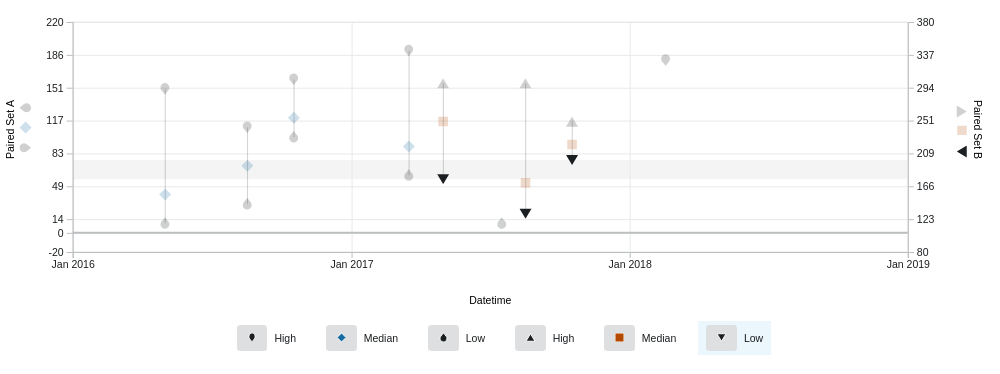 220
380
186
337
151
294
117
251
83
209
49
166
14
123
0
-20
80
Paired Set A
Paired Set B
Jan 2016
Jan 2017
Jan 2018
Jan 2019
Datetime
High
Median
Low
High
Median
Low